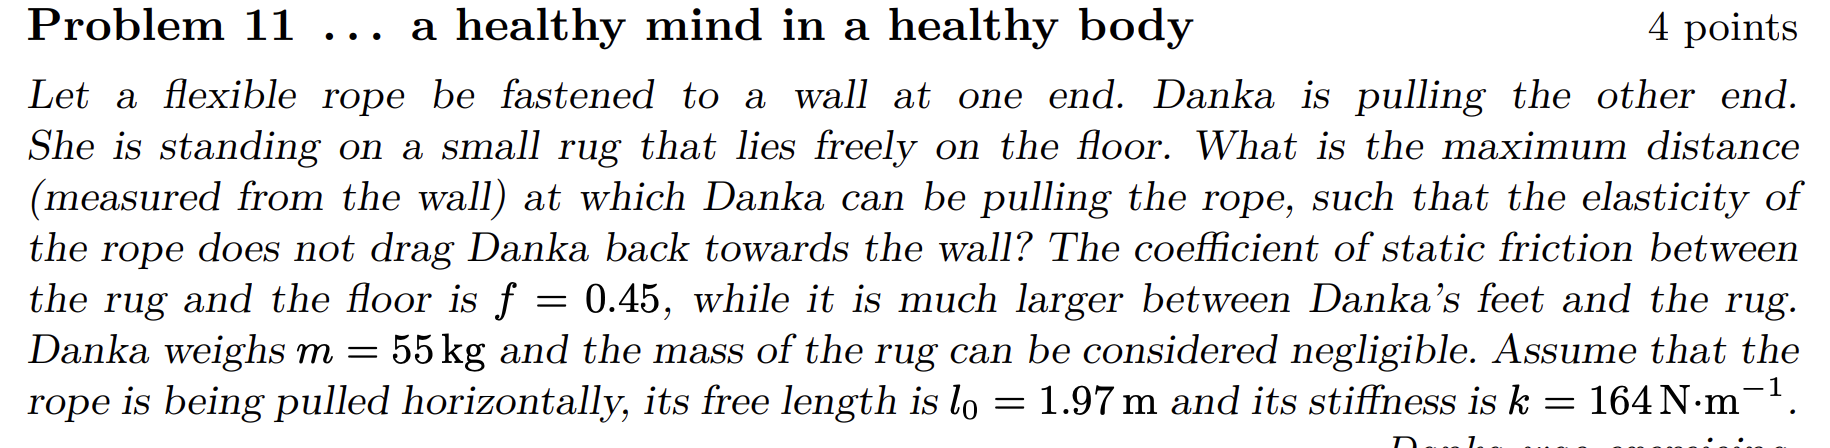 Problem 11 ... a healthy mind in a healthy body 4 points
Let a flexible rope be fastened to a wall at one end. Danka is pulling the other end.
She is standing on a small rug that lies freely on the floor. What is the maximum distance
(measured from the wall) at which Danka can be pulling the rope, such that the elasticity of
the rope does not drag Danka back towards the wall? The coefficient of static friction between
the rug and the floor is f = 0.45, while it is much larger between Danka's feet and the rug.
Danka weighs m = 55 kg and the mass of the rug can be considered negligible. Assume that the
rope is being pulled horizontally, its free length is l₀ = 1.97 m and its stiffness is k = 164 N·m⁻¹.